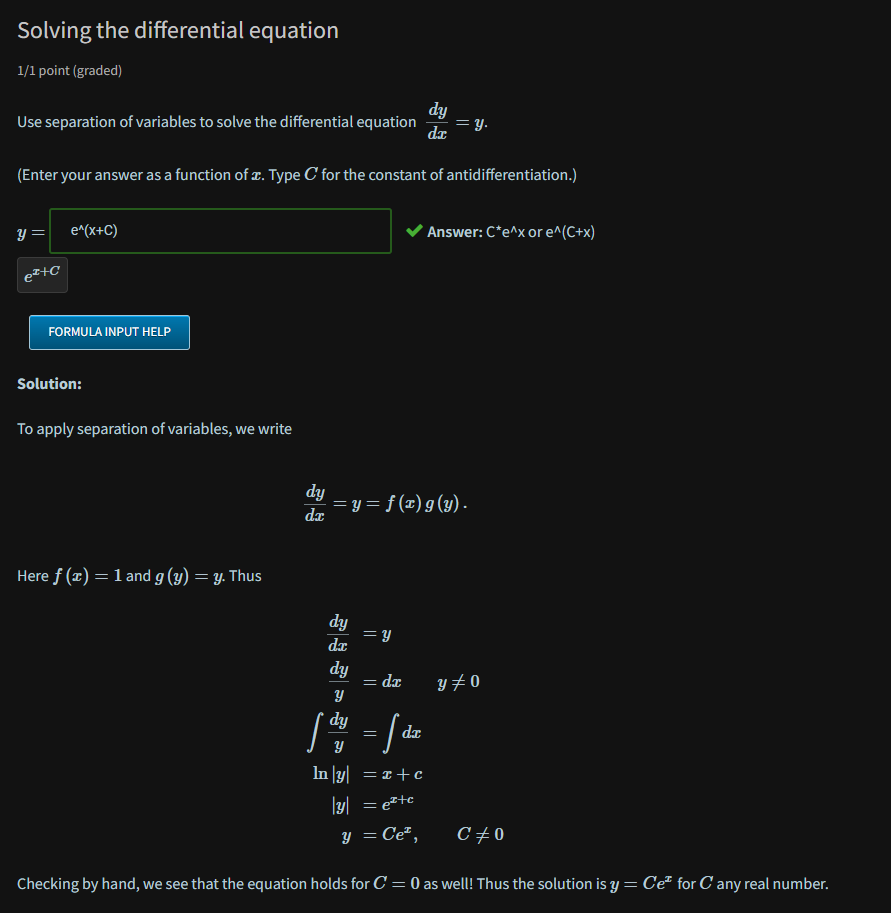 Solving the differential equation
1/1 point (graded)
Use separation of variables to solve the differential equation dy/dx = y.
(Enter your answer as a function of x. Type C for the constant of antidifferentiation.)
y = e^(x+C) ✔ Answer: C*e^x or e^(C+x)
e^{x+C}
FORMULA INPUT HELP
Solution:
To apply separation of variables, we write
dy/dx = y = f (x) g (y) .
Here f (x) = 1 and g (y) = y. Thus
dy/dx = y
dy/y = dx y ≠ 0
∫ dy/y = ∫ dx
ln |y| = x + c
|y| = e^{x+c}
y = Ce^x, C ≠ 0
Checking by hand, we see that the equation holds for C = 0 as well! Thus the solution is y = Ce^x for C any real number.